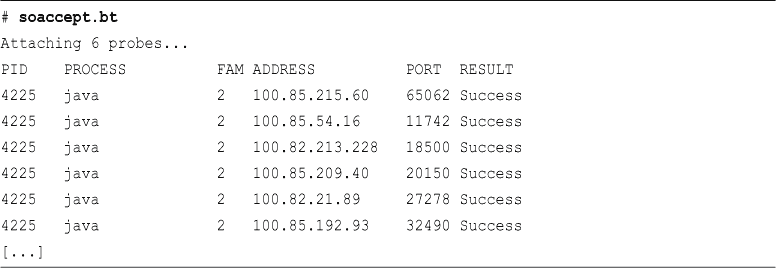 # soaccept.bt
Attaching 6 probes...
PID    PROCESS          FAM ADDRESS          PORT  RESULT
4225   java             2   100.85.215.60    65062 Success
4225   java             2   100.85.54.16     11742 Success
4225   java             2   100.82.213.228   18500 Success
4225   java             2   100.85.209.40    20150 Success
4225   java             2   100.82.21.89     27278 Success
4225   java             2   100.85.192.93    32490 Success
[...]